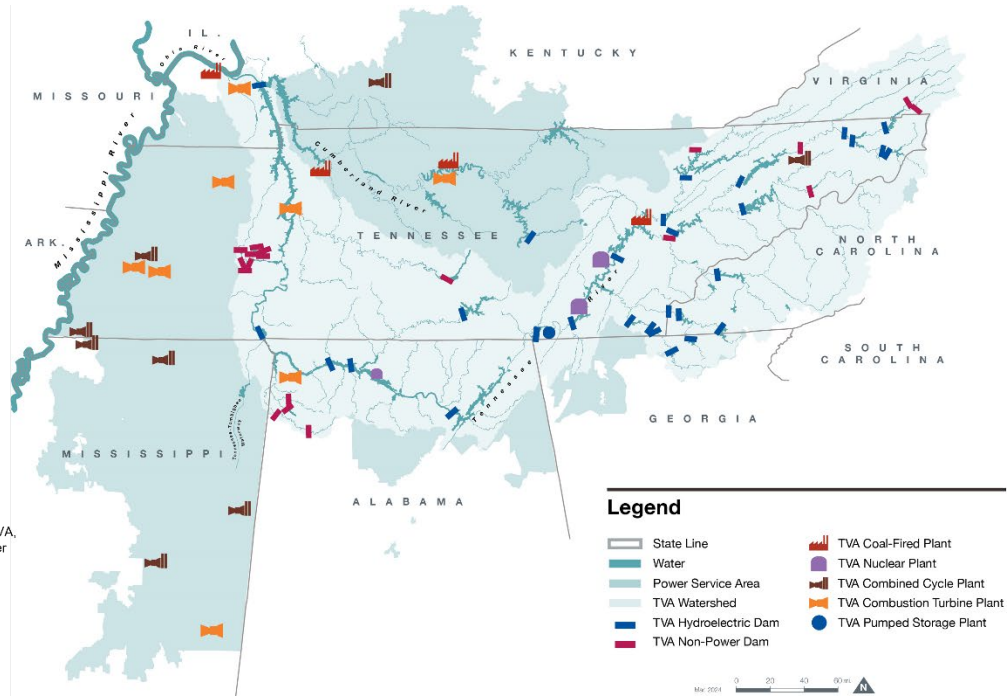 IL.
Ohio River
KENTUCKY
VIRGINIA
MISSOURI
Mississippi River
Cumberland River
TENNESSEE
ARK.
NORTH
CAROLINA
River
SOUTH
CAROLINA
Tennessee
GEORGIA
Tennessee Tombigbee
MISSISSIPPI
ALABAMA
VA,
er
Legend
State Line
Water
Power Service Area
TVA Watershed
TVA Hydroelectric Dam
TVA Non-Power Dam
TVA Coal-Fired Plant
TVA Nuclear Plant
TVA Combined Cycle Plant
TVA Combustion Turbine Plant
TVA Pumped Storage Plant
Mar. 2024
0 20 40 60 mi.
N